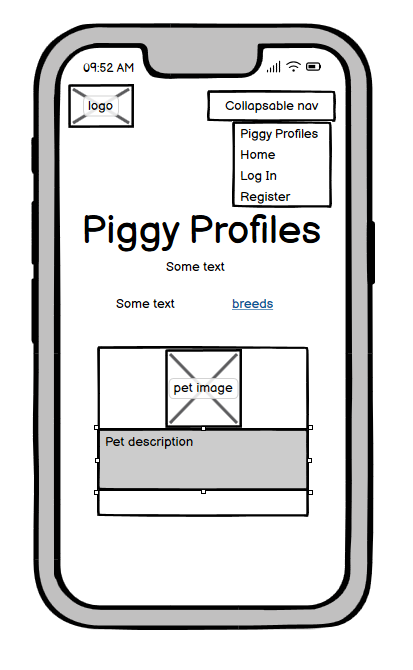 09:52 AM
logo
Collapsable nav
Piggy Profiles
Home
Log In
Register
Piggy Profiles
Some text
Some text breeds
pet image
Pet description